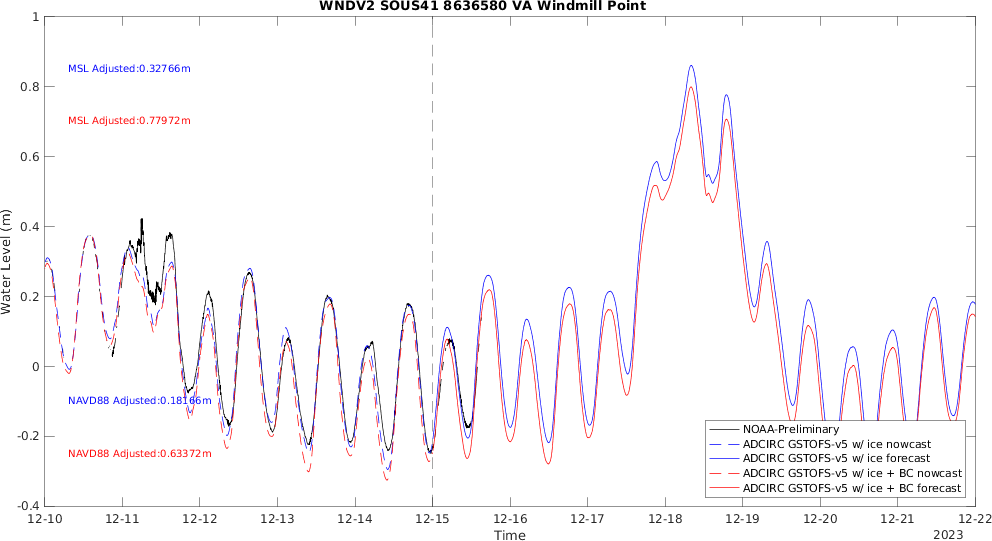 WNDV2 SOUS41 8636580 VA Windmill Point
MSL Adjusted:0.32766m
MSL Adjusted:0.77972m
NAVD88 Adjusted:0.18166m
NAVD88 Adjusted:0.63372m
Water Level (m)
1
0.8
0.6
0.4
0.2
0
-0.2
-0.4
NOAA-Preliminary
ADCIRC GSTOFS-v5 w/ ice nowcast
ADCIRC GSTOFS-v5 w/ ice forecast
ADCIRC GSTOFS-v5 w/ ice + BC nowcast
ADCIRC GSTOFS-v5 w/ ice + BC forecast
12-10 12-11 12-12 12-13 12-14 12-15 12-16 12-17 12-18 12-19 12-20 12-21 12-22
Time
2023